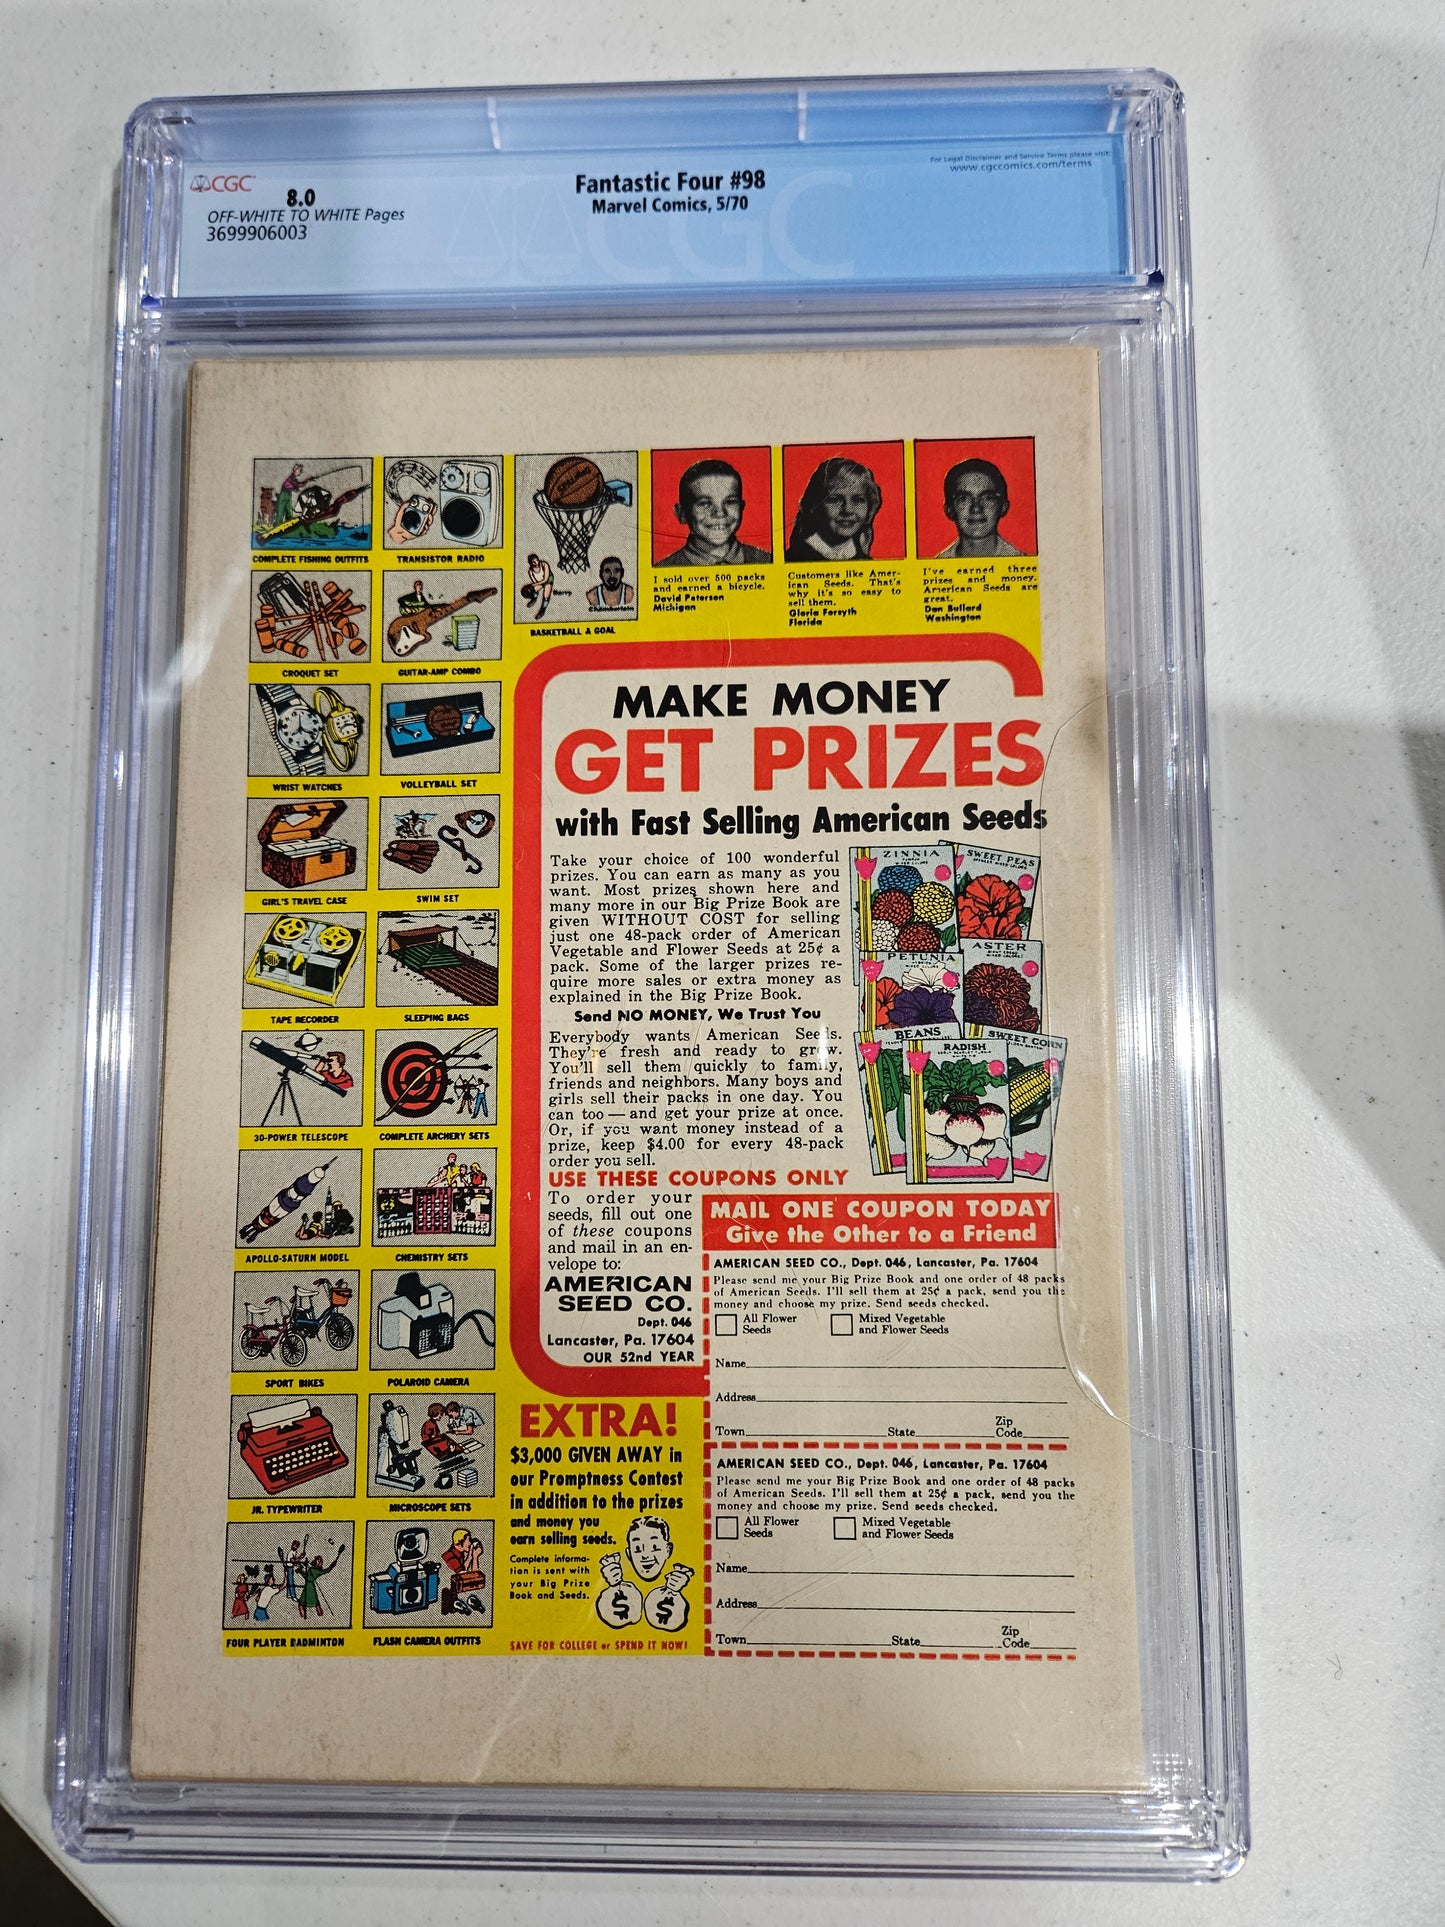 CGC
8.0
OFF-WHITE TO WHITE Pages
3699906003
Fantastic Four #98
Marvel Comics, 5/70
For Legal Disclaimer and Service Terms please visit:
www.cgccomics.com/terms
CGC
COMPLETE FISHING OUTFITS
TRANSISTOR RADIO
CROQUET SET
GUITAR-AMP COMBO
Chamberlain
BASKETBALL & GOAL
WRIST WATCHES
VOLLEYBALL SET
GIRL'S TRAVEL CASE
SWIM SET
TAPE RECORDER
SLEEPING BAGS
30-POWER TELESCOPE
COMPLETE ARCHERY SETS
APOLLO-SATURN MODEL
CHEMISTRY SETS
SPORT BIKES
POLAROID CAMERA
JR. TYPEWRITER
MICROSCOPE SETS
FOUR PLAYER BADMINTON
FLASH CAMERA OUTFITS
I sold over 500 packs
and earned a bicycle.
David Peterson
Michigan
Customers like Amer-
ican Seeds. That's
why it's so easy to
sell them.
Gloria Forsyth
Florida
I've earned three
prizes and money.
American Seeds are
great.
Dan Bullard
Washington
MAKE MONEY
GET PRIZES
with Fast Selling American Seeds
Take your choice of 100 wonderful
prizes. You can earn as many as you
want. Most prizes shown here and
many more in our Big Prize Book are
given WITHOUT COST for selling
just one 48-pack order of American
Vegetable and Flower Seeds at 25¢ a
pack. Some of the larger prizes re-
quire more sales or extra money as
explained in the Big Prize Book.
Send NO MONEY, We Trust You
Everybody wants American Seeds.
They're fresh and ready to grow.
You'll sell them quickly to family,
friends and neighbors. Many boys and
girls sell their packs in one day. You
can too — and get your prize at once.
Or, if you want money instead of a
prize, keep $4.00 for every 48-pack
order you sell.
ZINNIA
SWEET PEAS
ASTER
PETUNIA
BEANS
RADISH
SWEET CORN
USE THESE COUPONS ONLY
To order your
seeds, fill out one
of these coupons
and mail in an en-
velope to:
AMERICAN
SEED CO.
Dept. 046
Lancaster, Pa. 17604
OUR 52nd YEAR
EXTRA!
$3,000 GIVEN AWAY in
our Promptness Contest
in addition to the prizes
and money you
earn selling seeds.
Complete informa-
tion is sent with
your Big Prize
Book and Seeds.
$ $
SAVE FOR COLLEGE or SPEND IT NOW!
MAIL ONE COUPON TODAY
Give the Other to a Friend
AMERICAN SEED CO., Dept. 046, Lancaster, Pa. 17604
Please send me your Big Prize Book and one order of 48 packs
of American Seeds. I'll sell them at 25¢ a pack, send you the
money and choose my prize. Send seeds checked.
All Flower
Seeds
Mixed Vegetable
and Flower Seeds
Name
Address
Town State Zip
Code
AMERICAN SEED CO., Dept. 046, Lancaster, Pa. 17604
Please send me your Big Prize Book and one order of 48 packs
of American Seeds. I'll sell them at 25¢ a pack, send you the
money and choose my prize. Send seeds checked.
All Flower
Seeds
Mixed Vegetable
and Flower Seeds
Name
Address
Town State Zip
Code